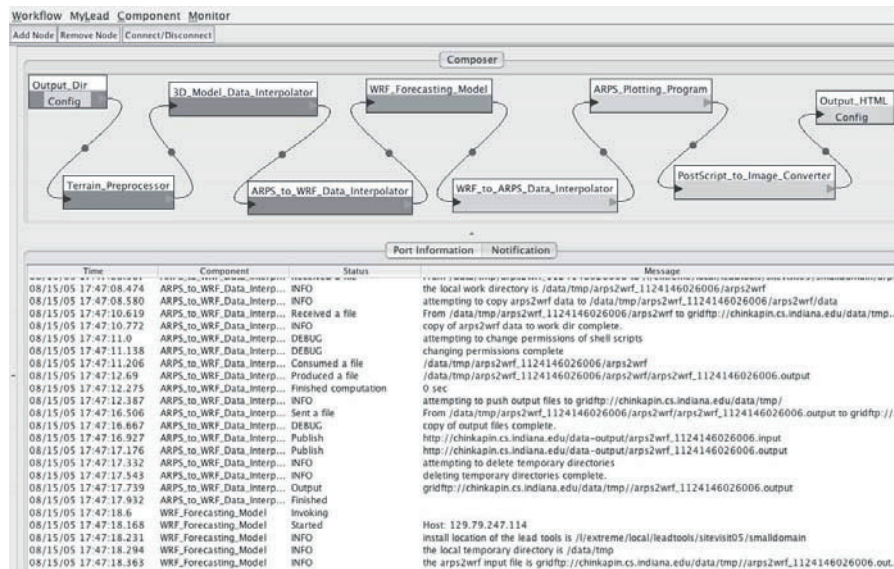 Workflow MyLead Component Monitor
Add Node Remove Node Connect/Disconnect
Composer
Output_Dir
Config
3D_Model_Data_Interpolator
WRF_Forecasting_Model
ARPS_Plotting_Program
Output_HTML
Config
Terrain_Preprocessor
ARPS_to_WRF_Data_Interpolator
WRF_to_ARPS_Data_Interpolator
PostScript_to_Image_Converter
Port Information Notification
Time Component Status Message
08/15/05 17:47:08.474 ARPS_to_WRF_Data_Interp... INFO the local work directory is /data/tmp/arps2wrf_1124146026006/arps2wrf
08/15/05 17:47:08.580 ARPS_to_WRF_Data_Interp... INFO attempting to copy arps2wrf data to /data/tmp/arps2wrf_1124146026006/arps2wrf/data
08/15/05 17:47:10.619 ARPS_to_WRF_Data_Interp... Received a file From /data/tmp/arps2wrf_1124146026006/arps2wrf to gridftp://chinkapin.cs.indiana.edu/data/tmp...
08/15/05 17:47:10.772 ARPS_to_WRF_Data_Interp... INFO copy of arps2wrf data to work dir complete.
08/15/05 17:47:11.0 ARPS_to_WRF_Data_Interp... DEBUG attempting to change permissions of shell scripts
08/15/05 17:47:11.138 ARPS_to_WRF_Data_Interp... DEBUG changing permissions complete
08/15/05 17:47:11.206 ARPS_to_WRF_Data_Interp... Consumed a file /data/tmp/arps2wrf_1124146026006/arps2wrf
08/15/05 17:47:12.69 ARPS_to_WRF_Data_Interp... Produced a file /data/tmp/arps2wrf_1124146026006/arps2wrf/arps2wrf_1124146026006.output
08/15/05 17:47:12.275 ARPS_to_WRF_Data_Interp... Finished computation 0 sec
08/15/05 17:47:12.387 ARPS_to_WRF_Data_Interp... INFO attempting to push output files to gridftp://chinkapin.cs.indiana.edu/data/tmp/
08/15/05 17:47:16.506 ARPS_to_WRF_Data_Interp... Sent a file From /data/tmp/arps2wrf_1124146026006/arps2wrf/arps2wrf_1124146026006.output to gridftp://...
08/15/05 17:47:16.667 ARPS_to_WRF_Data_Interp... DEBUG copy of output files complete.
08/15/05 17:47:16.927 ARPS_to_WRF_Data_Interp... Publish http://chinkapin.cs.indiana.edu/data-output/arps2wrf_1124146026006.input
08/15/05 17:47:17.176 ARPS_to_WRF_Data_Interp... Publish http://chinkapin.cs.indiana.edu/data-output/arps2wrf_1124146026006.output
08/15/05 17:47:17.332 ARPS_to_WRF_Data_Interp... INFO attempting to delete temporary directories
08/15/05 17:47:17.543 ARPS_to_WRF_Data_Interp... INFO deleting temporary directories complete.
08/15/05 17:47:17.739 ARPS_to_WRF_Data_Interp... Output gridftp://chinkapin.cs.indiana.edu/data/tmp//arps2wrf_1124146026006.output
08/15/05 17:47:17.932 ARPS_to_WRF_Data_Interp... Finished
08/15/05 17:47:18.6 WRF_Forecasting_Model Invoking
08/15/05 17:47:18.168 WRF_Forecasting_Model Started Host: 129.79.247.114
08/15/05 17:47:18.231 WRF_Forecasting_Model INFO install location of the lead tools is /l/extreme/local/leadtools/sitevisit05/smalldomain
08/15/05 17:47:18.294 WRF_Forecasting_Model INFO the local temporary directory is /data/tmp
08/15/05 17:47:18.363 WRF_Forecasting_Model INFO the arps2wrf input file is gridftp://chinkapin.cs.indiana.edu/data/tmp//arps2wrf_1124146026006.out...